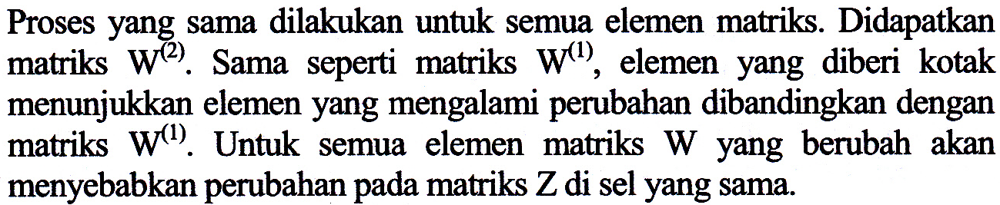 Proses yang sama dilakukan untuk semua elemen matriks. Didapatkan
matriks W⁽²⁾. Sama seperti matriks W⁽¹⁾, elemen yang diberi kotak
menunjukkan elemen yang mengalami perubahan dibandingkan dengan
matriks W⁽¹⁾. Untuk semua elemen matriks W yang berubah akan
menyebabkan perubahan pada matriks Z di sel yang sama.